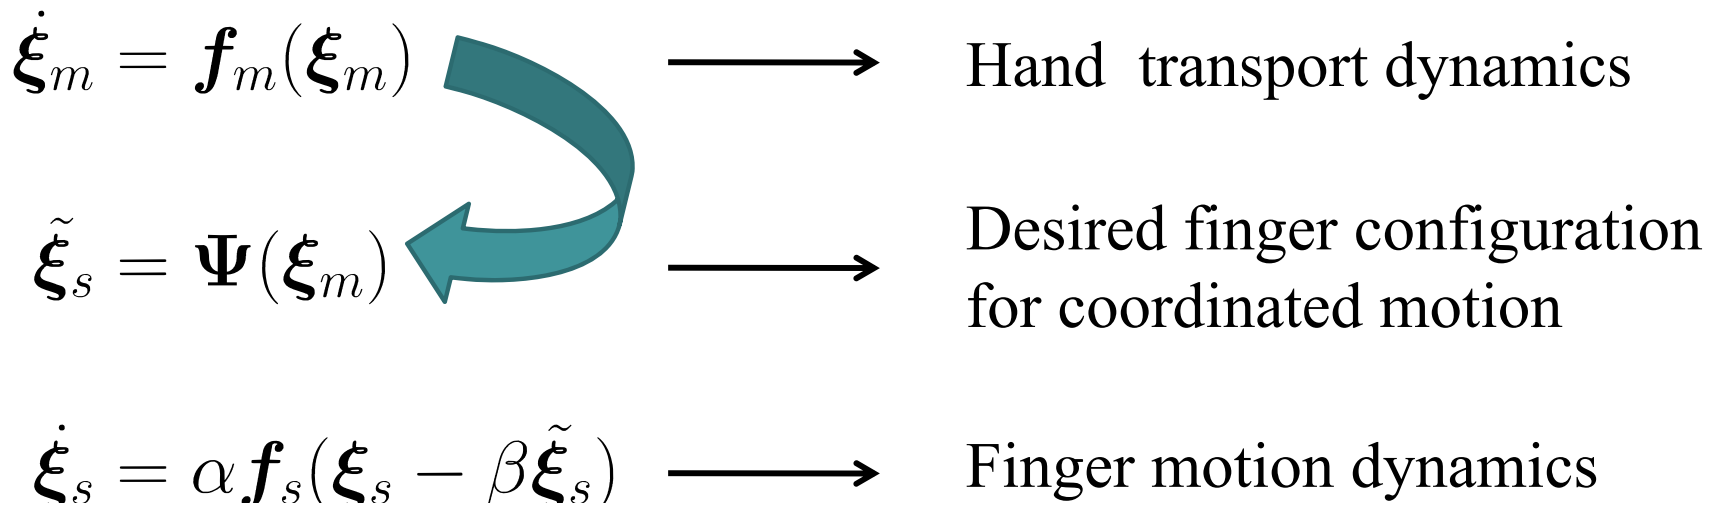 ξ̇_m = f_m(ξ_m) Hand transport dynamics
ξ̃_s = Ψ(ξ_m) Desired finger configuration
for coordinated motion
ξ̇_s = αf_s(ξ_s − βξ̃_s) Finger motion dynamics